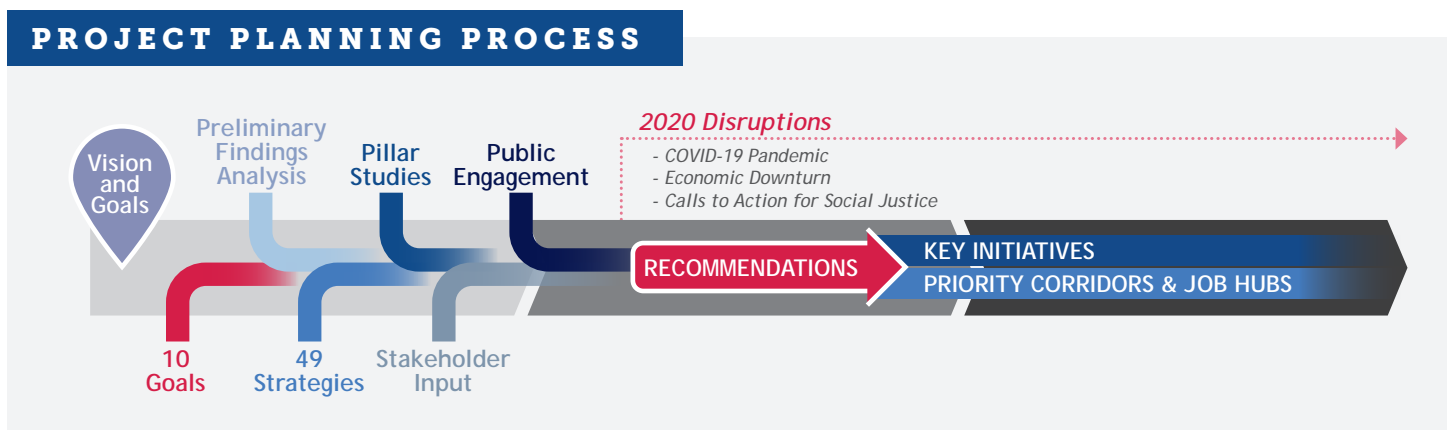 PROJECT PLANNING PROCESS
Vision
and
Goals
Preliminary
Findings
Analysis
Pillar
Studies
Public
Engagement
2020 Disruptions
- COVID-19 Pandemic
- Economic Downturn
- Calls to Action for Social Justice
RECOMMENDATIONS
KEY INITIATIVES
PRIORITY CORRIDORS & JOB HUBS
10
Goals
49
Strategies
Stakeholder
Input